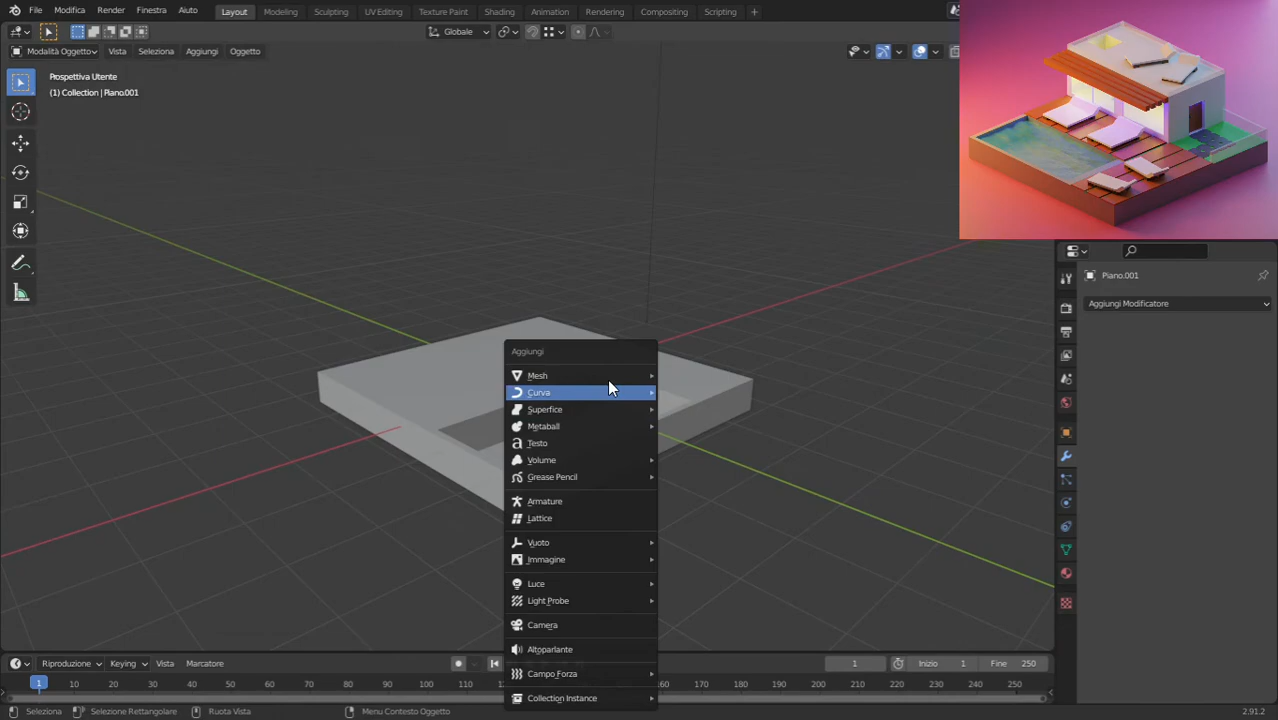 File Modifica Render Finestra Aiuto Layout Modeling Sculpting UV Editing Texture Paint Shading Animation Rendering Compositing Scripting +
Globale
Modalità Oggetto Vista Seleziona Aggiungi Oggetto
Prospettiva Utente
(1) Collection | Piano.001
Piano.001
Aggiungi Modificatore
Aggiungi
Mesh
Curva
Superfice
Metaball
Testo
Volume
Grease Pencil
Armature
Lattice
Vuoto
Immagine
Luce
Light Probe
Camera
Altoparlante
Campo Forza
Collection Instance
Riproduzione Keying Vista Marcatore 1 Inizio 1 Fine 250
1 10 20 30 40 50 60 70 80 90 100 110 150 160 170 180 190 200 210 220 230 240 250
Seleziona Selezione Rettangolare Ruota Vista Menu Contesto Oggetto 2.91.2